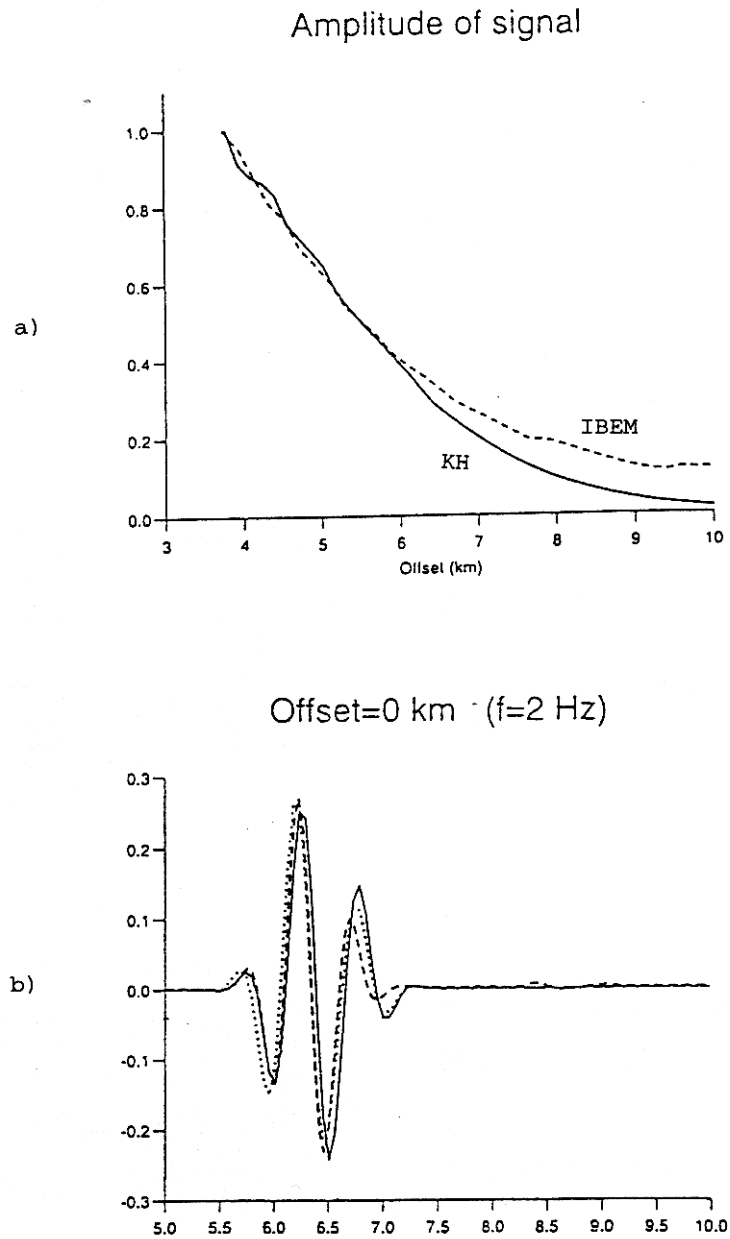 Amplitude of signal
1.0
0.8
0.6
0.4
0.2
0.0
a)
IBEM
KH
3 4 5 6 7 8 9 10
Offset (km)
Offset=0 km (f=2 Hz)
0.3
0.2
0.1
0.0
-0.1
-0.2
-0.3
b)
5.0 5.5 6.0 6.5 7.0 7.5 8.0 8.5 9.0 9.5 10.0